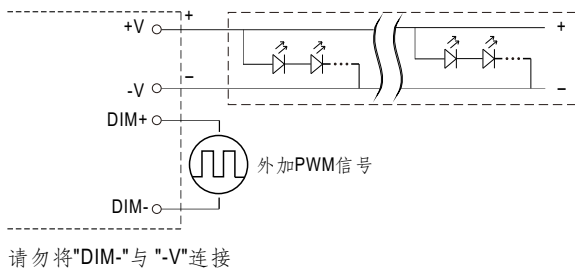 +V
+
+
-V
−
−
DIM+
外加PWM信号
DIM-
请勿将"DIM-"与 "-V"连接